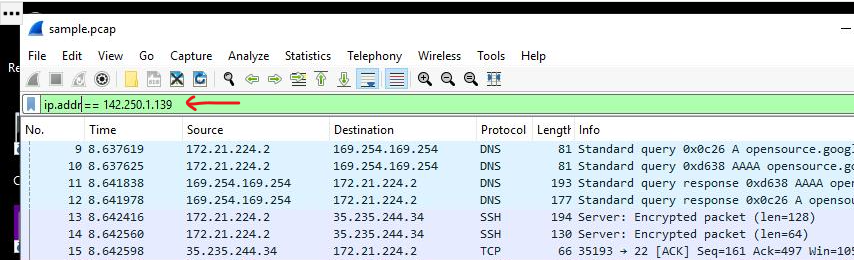 sample.pcap
File Edit View Go Capture Analyze Statistics Telephony Wireless Tools Help
ip.addr == 142.250.1.139
No. Time Source Destination Protocol Length Info
9 8.637619 172.21.224.2 169.254.169.254 DNS 81 Standard query 0x0c26 A opensource.googl
10 8.637625 172.21.224.2 169.254.169.254 DNS 81 Standard query 0xd638 AAAA opensource.go
11 8.641838 169.254.169.254 172.21.224.2 DNS 193 Standard query response 0xd638 AAAA open
12 8.641978 169.254.169.254 172.21.224.2 DNS 177 Standard query response 0x0c26 A opensou
13 8.642416 172.21.224.2 35.235.244.34 SSH 194 Server: Encrypted packet (len=128)
14 8.642560 172.21.224.2 35.235.244.34 SSH 130 Server: Encrypted packet (len=64)
15 8.642598 35.235.244.34 172.21.224.2 TCP 66 35193 → 22 [ACK] Seq=161 Ack=497 Win=105